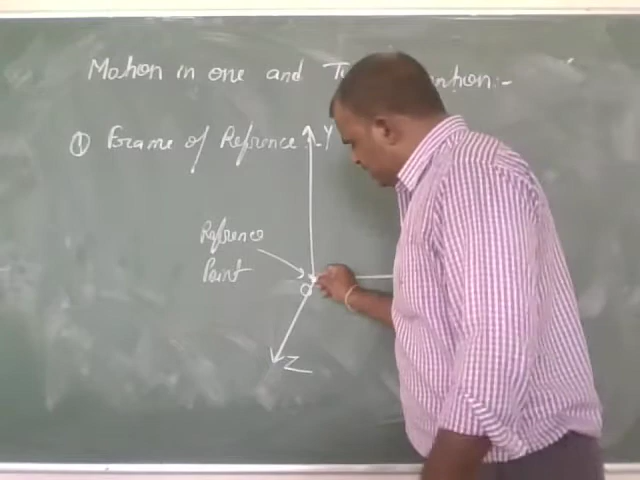 Motion in one and
① Frame of Refrence :-
Y
Refrence
Point
O
Z